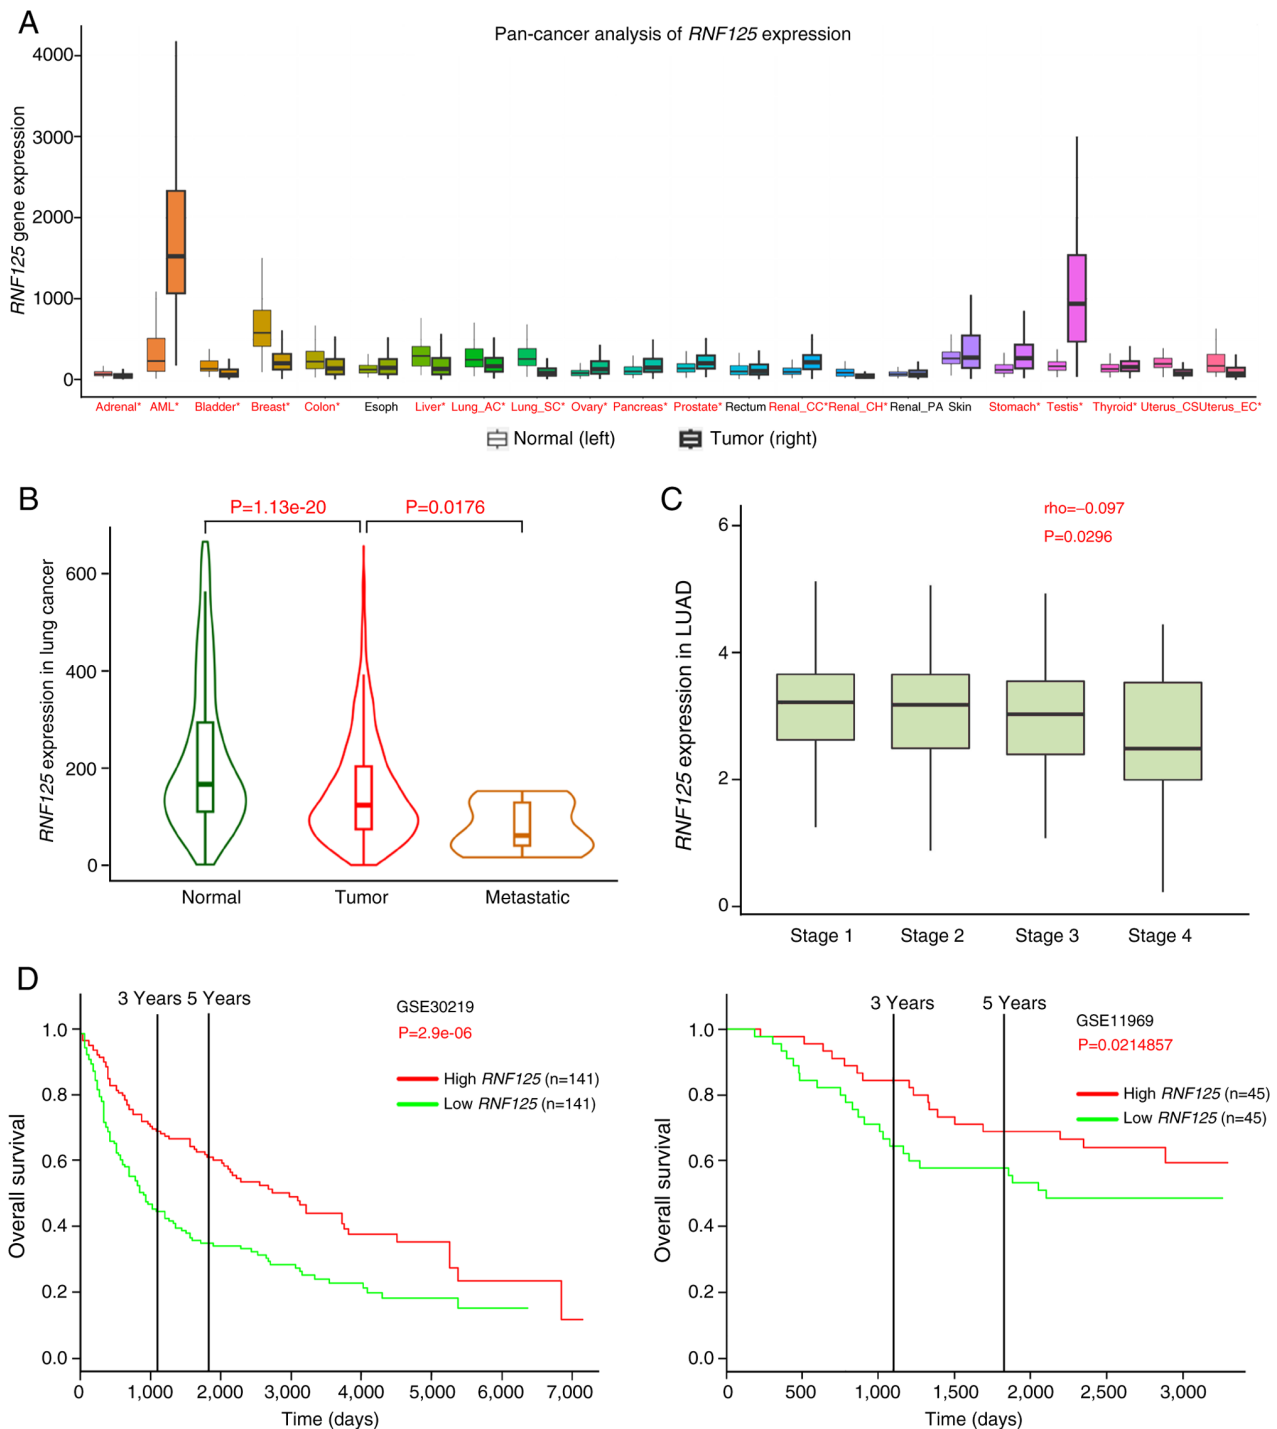 A
Pan-cancer analysis of RNF125 expression
RNF125 gene expression
4000
3000
2000
1000
0
Adrenal* AML* Bladder* Breast* Colon* Esoph Liver* Lung_AC* Lung_SC* Ovary* Pancreas* Prostate* Rectum Renal_CC* Renal_CH* Renal_PA Skin Stomach* Testis* Thyroid* Uterus_CS Uterus_EC*
Normal (left) Tumor (right)
B
P=1.13e-20 P=0.0176
RNF125 expression in lung cancer
600
400
200
0
Normal Tumor Metastatic
C
rho=−0.097
P=0.0296
RNF125 expression in LUAD
6
4
2
0
Stage 1 Stage 2 Stage 3 Stage 4
D
3 Years 5 Years
GSE30219
P=2.9e-06
High RNF125 (n=141)
Low RNF125 (n=141)
Overall survival
1.0
0.8
0.6
0.4
0.2
0.0
0 1,000 2,000 3,000 4,000 5,000 6,000 7,000
Time (days)
3 Years 5 Years
GSE11969
P=0.0214857
High RNF125 (n=45)
Low RNF125 (n=45)
Overall survival
1.0
0.8
0.6
0.4
0.2
0.0
0 500 1,000 1,500 2,000 2,500 3,000
Time (days)